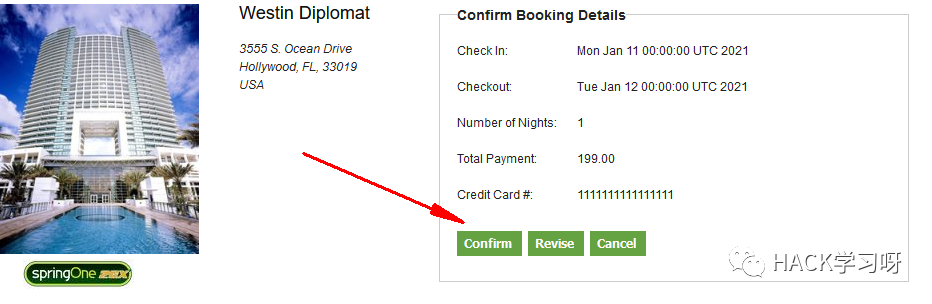 Westin Diplomat
3555 S. Ocean Drive
Hollywood, FL, 33019
USA
springOne 2GX
Confirm Booking Details
Check In: Mon Jan 11 00:00:00 UTC 2021
Checkout: Tue Jan 12 00:00:00 UTC 2021
Number of Nights: 1
Total Payment: 199.00
Credit Card #: 1111111111111111
Confirm Revise Cancel
HACK学习呀